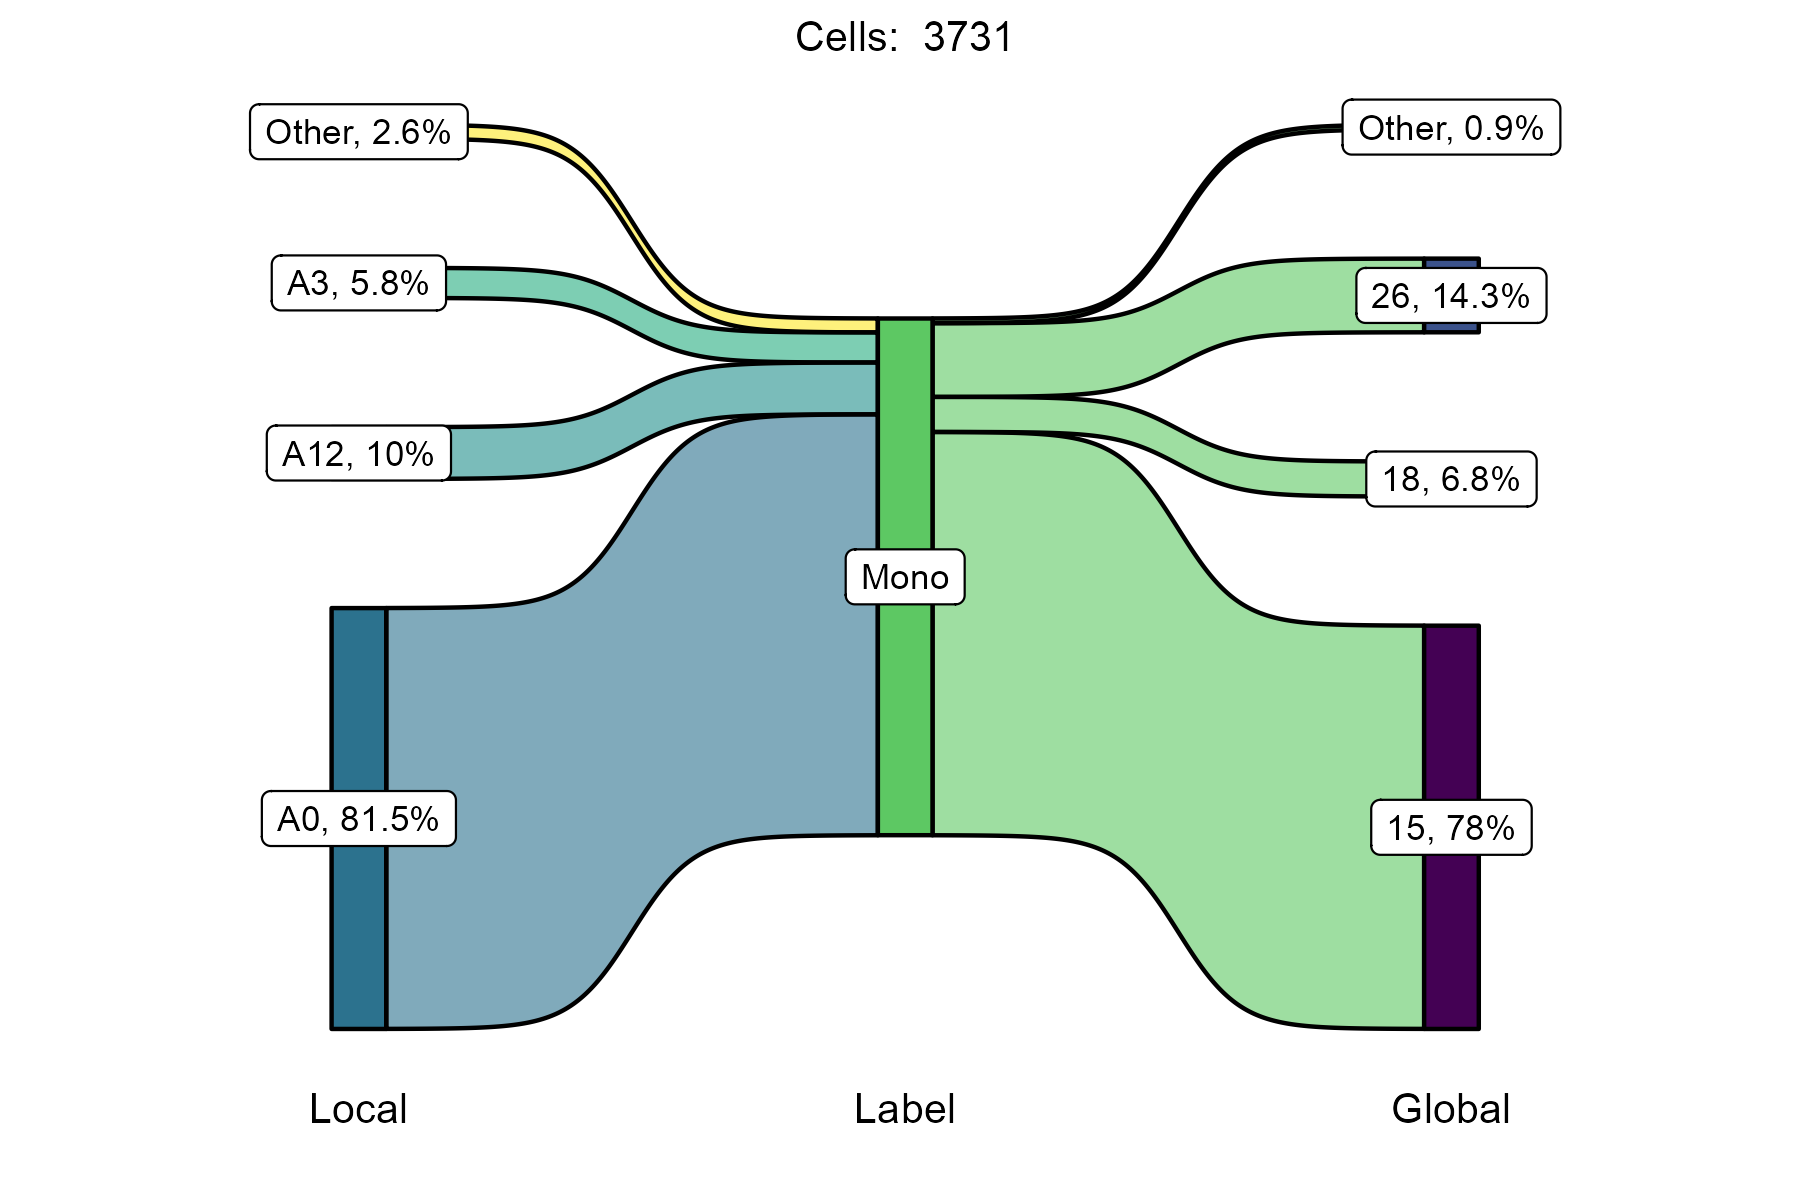 Cells:  3731
Other, 2.6%
Other, 0.9%
A3, 5.8%
26, 14.3%
A12, 10%
18, 6.8%
Mono
A0, 81.5%
15, 78%
Local
Label
Global